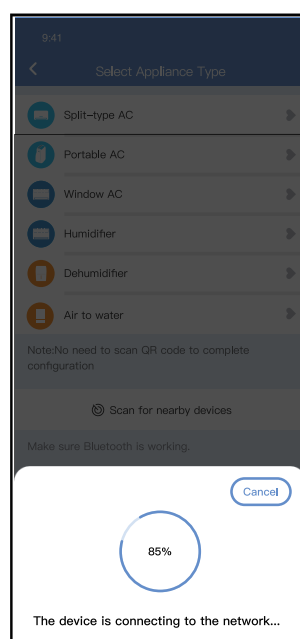 9:41
Select Appliance Type
Split-type AC
Portable AC
Window AC
Humidifier
Dehumidifier
Air to water
Note:No need to scan QR code to complete
configuration
Scan for nearby devices
Make sure Bluetooth is working.
Cancel
85%
The device is connecting to the network...